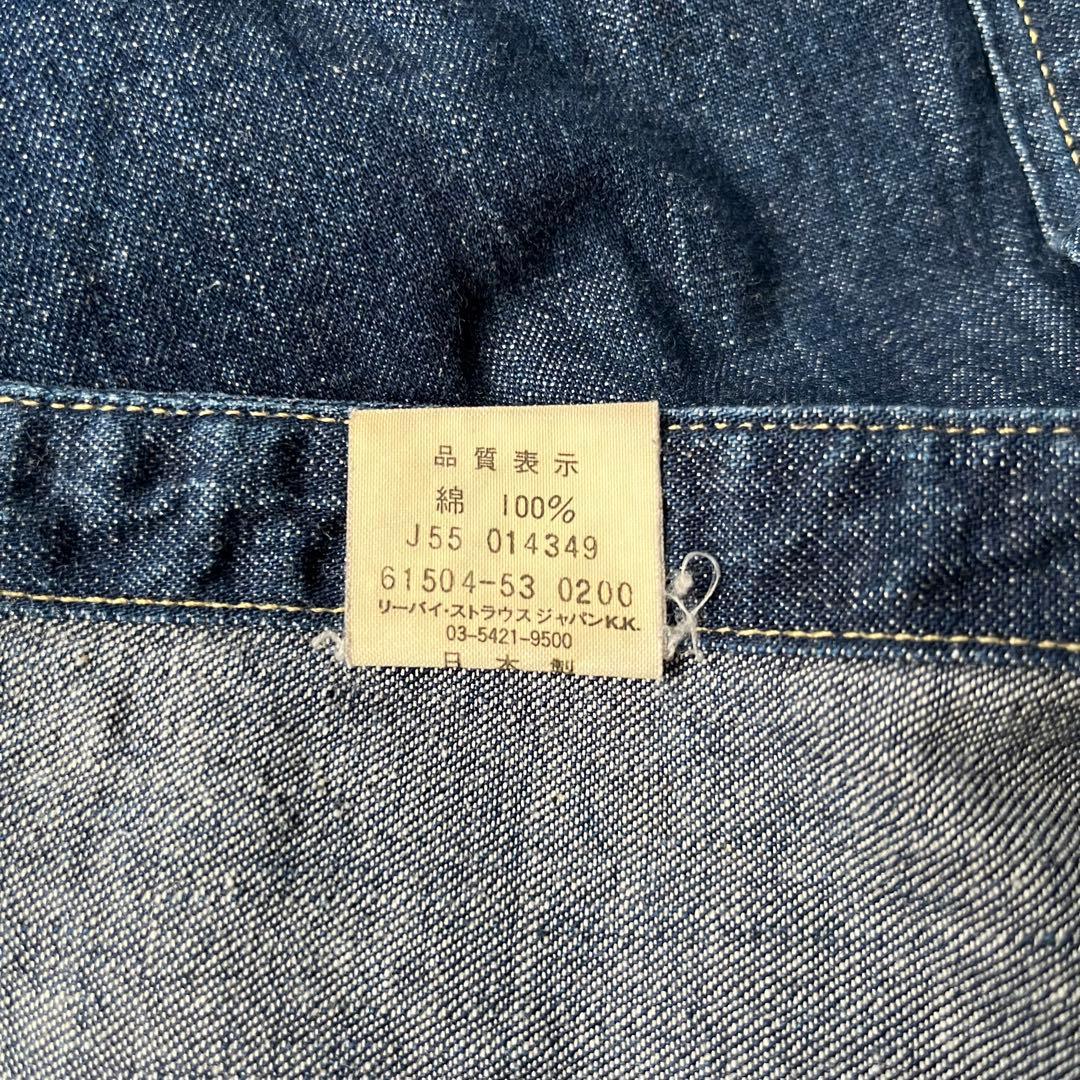 品質表示
綿 100%
J55 014349
61504-53 0200
リーバイ・ストラウスジャパンK.K.
03-5421-9500
日本製